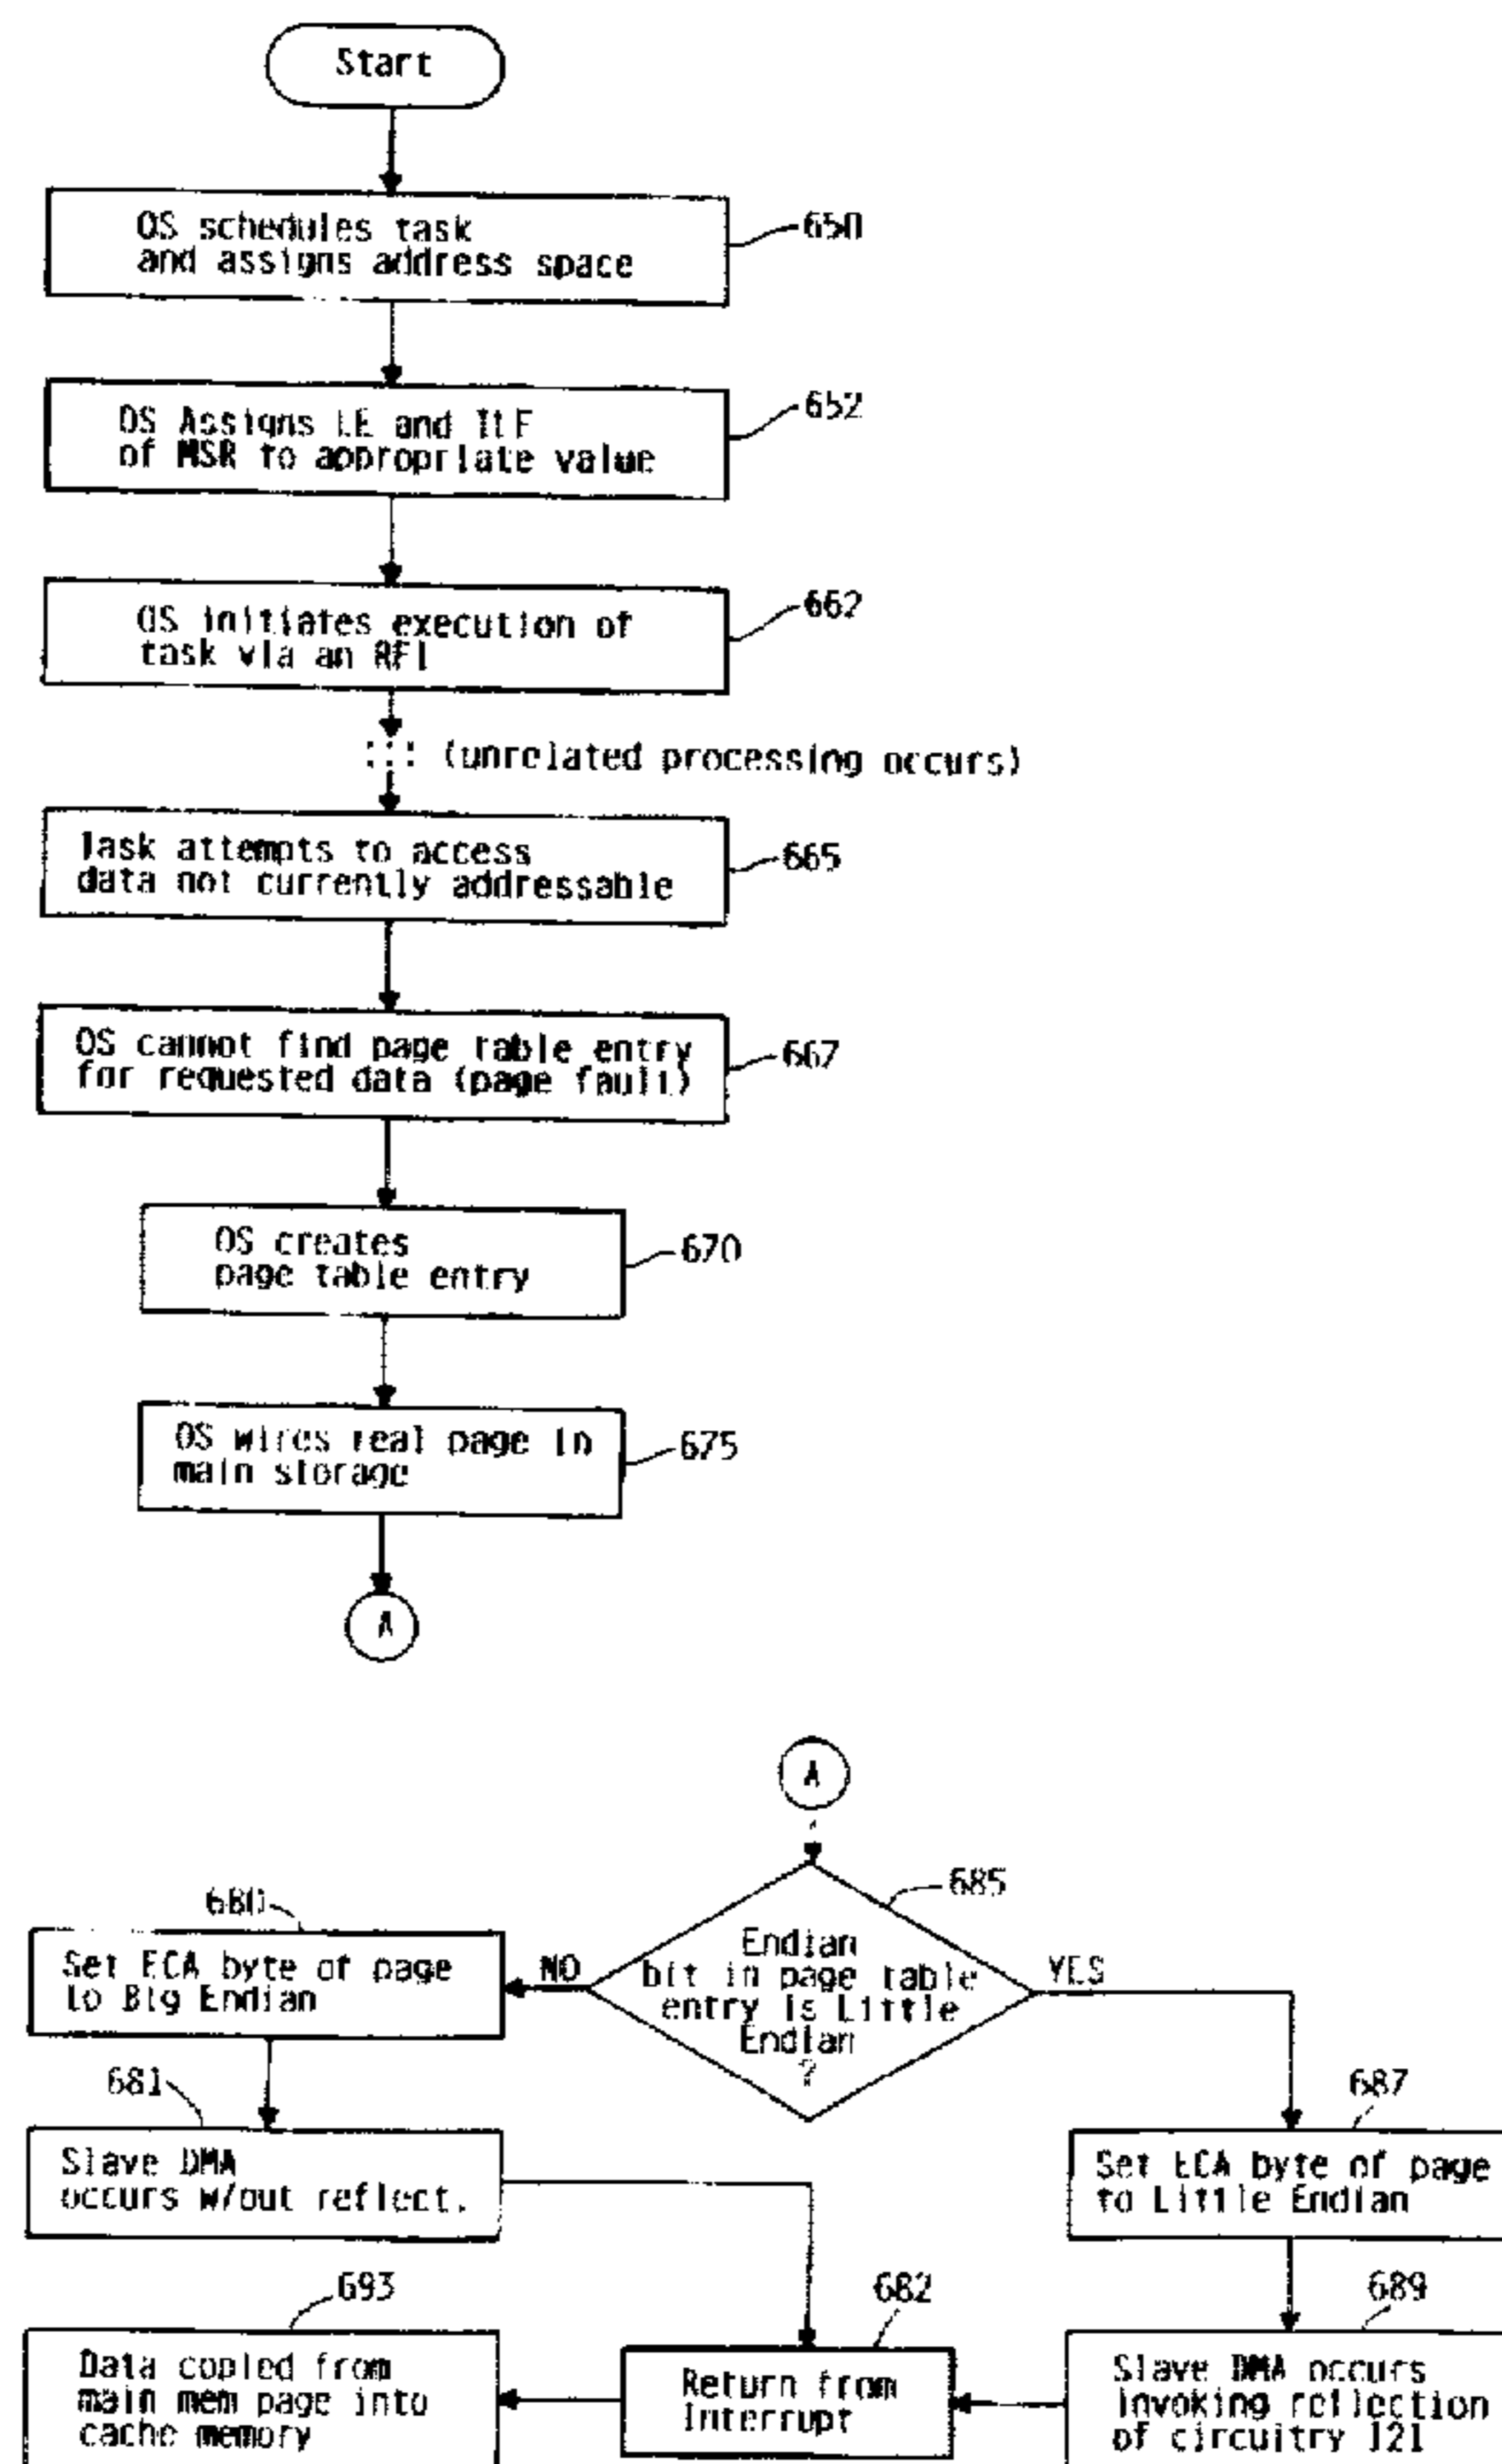 Start
OS schedules task
and assigns address space
650
OS Assigns LE and ILE
of MSR to appropriate value
652
OS initiates execution of
task via an RFI
662
(unrelated processing occurs)
Task attempts to access
data not currently addressable
665
OS cannot find page table entry
for requested data (page fault)
667
OS creates
page table entry
670
OS wires real page in
main storage
675
A
A
685
Endian
bit in page table
entry is Little
Endian
?
NO
YES
680
Set ECA byte of page
to Big Endian
681
Slave DMA
occurs w/out reflect.
687
Set ECA byte of page
to Little Endian
693
Data copied from
main mem page into
cache memory
682
Return from
Interrupt
689
Slave DMA occurs
invoking reflection
of circuitry 121